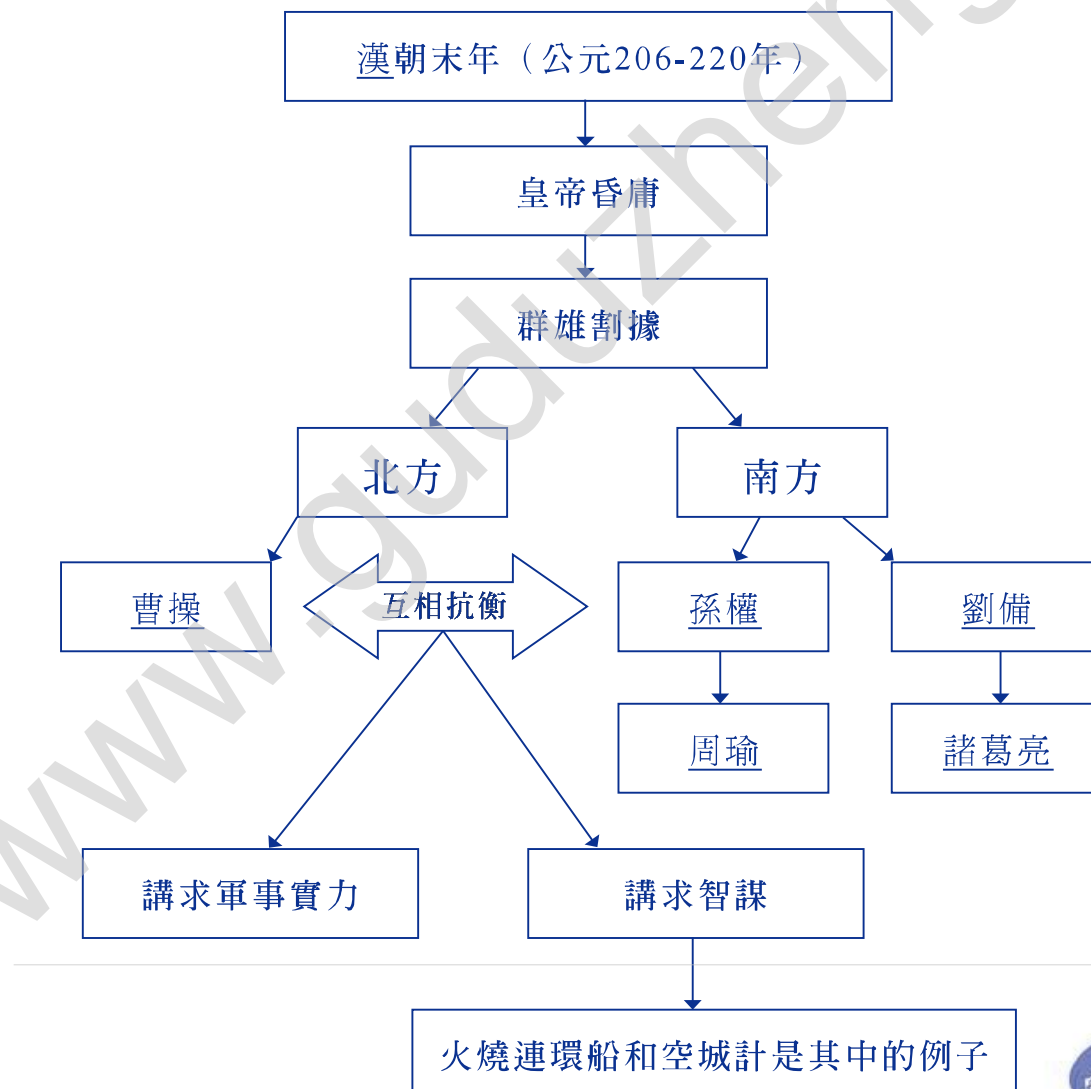 漢朝末年（公元206-220年）
皇帝昏庸
群雄割據
北方
南方
曹操
互相抗衡
孫權
劉備
周瑜
諸葛亮
講求軍事實力
講求智謀
火燒連環船和空城計是其中的例子